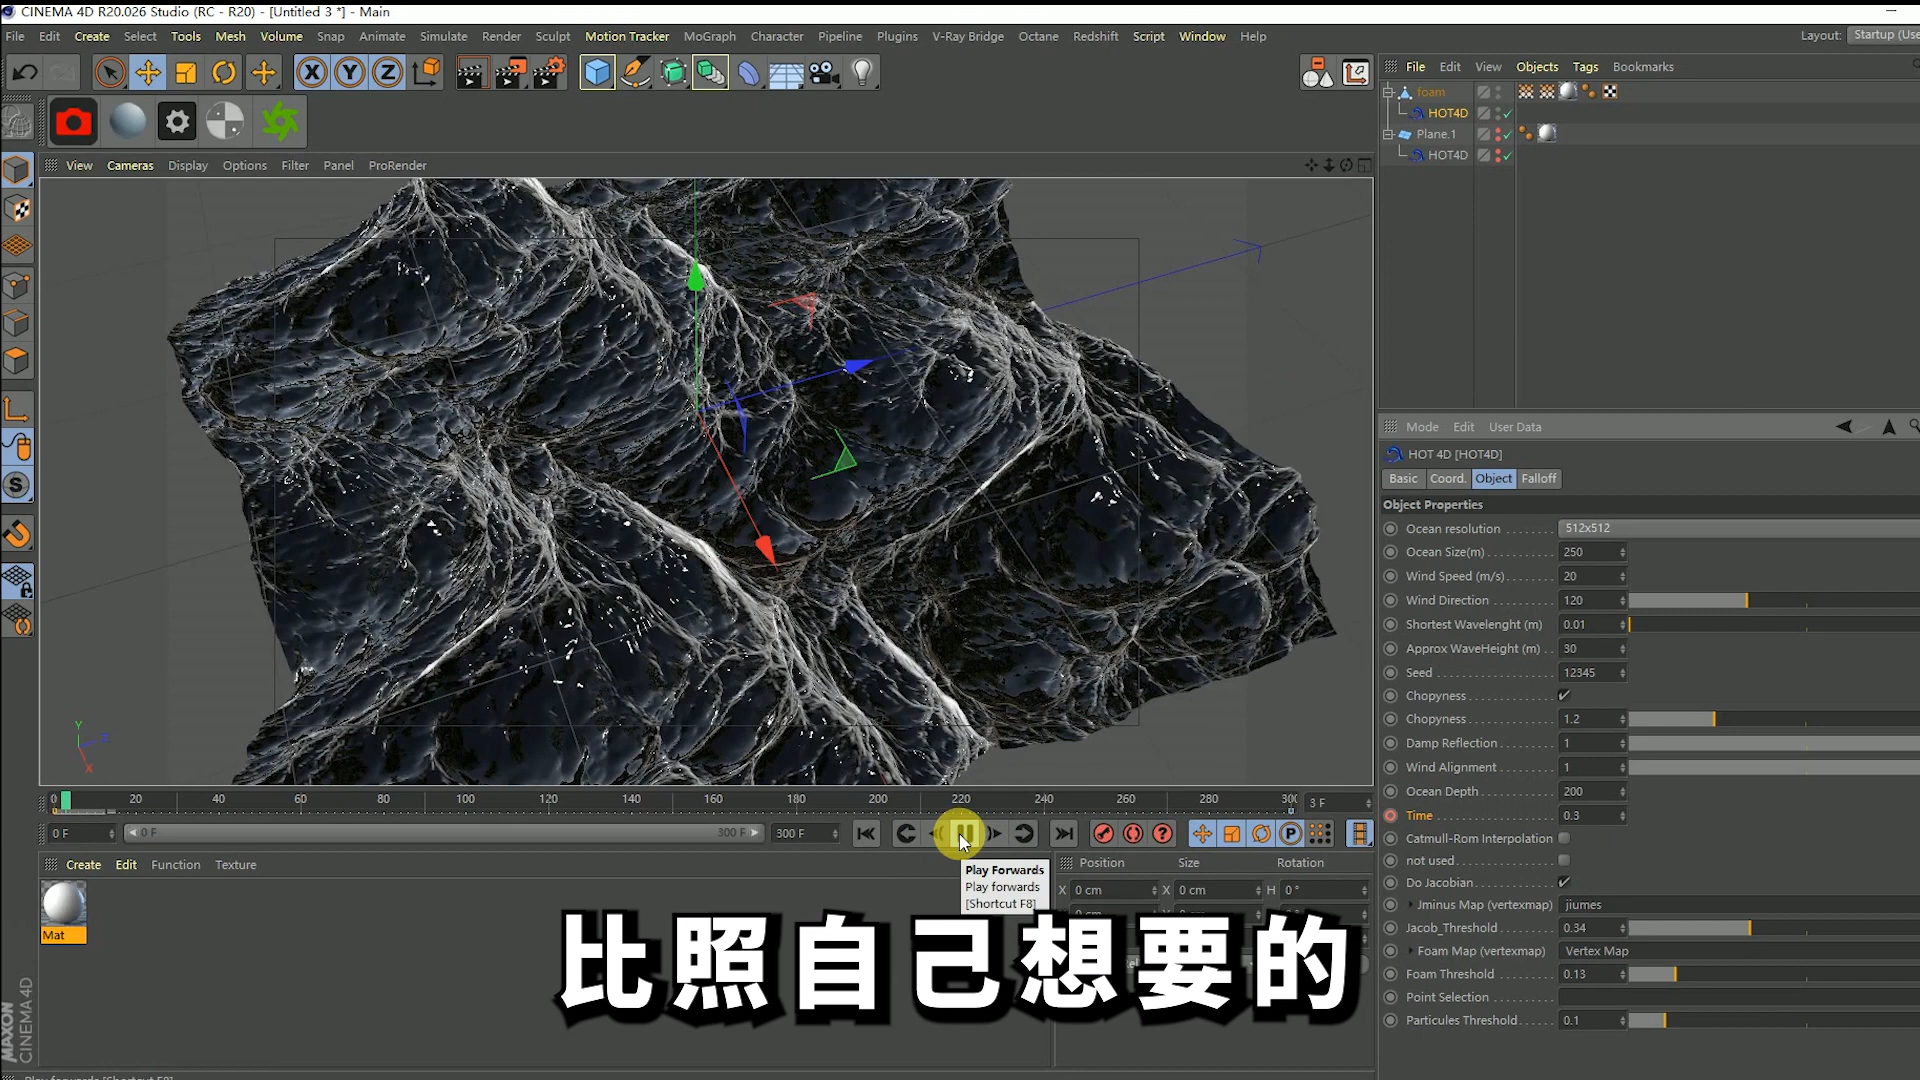 CINEMA 4D R20.026 Studio (RC - R20) - [Untitled 3 *] - Main
File Edit Create Select Tools Mesh Volume Snap Animate Simulate Render Sculpt Motion Tracker MoGraph Character Pipeline Plugins V-Ray Bridge Octane Redshift Script Window Help
Layout: Startup (Use
X Y Z
File Edit View Objects Tags Bookmarks
foam
HOT4D
Plane.1
HOT4D
View Cameras Display Options Filter Panel ProRender
Y
Z
X
Mode Edit User Data
HOT 4D [HOT4D]
Basic Coord. Object Falloff
Object Properties
Ocean resolution 512x512
Ocean Size(m) 250
Wind Speed (m/s) 20
Wind Direction 120
Shortest Wavelenght (m) 0.01
Approx WaveHeight (m) 30
Seed 12345
Chopyness
Chopyness 1.2
Damp Reflection 1
Wind Alignment 1
Ocean Depth 200
Time 0.3
Catmull-Rom Interpolation
not used
Do Jacobian
Jminus Map (vertexmap) jiumes
Jacob_Threshold 0.34
Foam Map (vertexmap) Vertex Map
Foam Threshold 0.13
Point Selection
Particules Threshold 0.1
0 20 40 60 80 100 120 140 160 180 200 220 240 260 280 300 3 F
0 F 0 F 300 F 300 F
Create Edit Function Texture
Mat
Play Forwards
Play forwards
[Shortcut F8]
Position Size Rotation
X 0 cm X 0 cm H 0 °
比照自己想要的
MAXON
CINEMA 4D